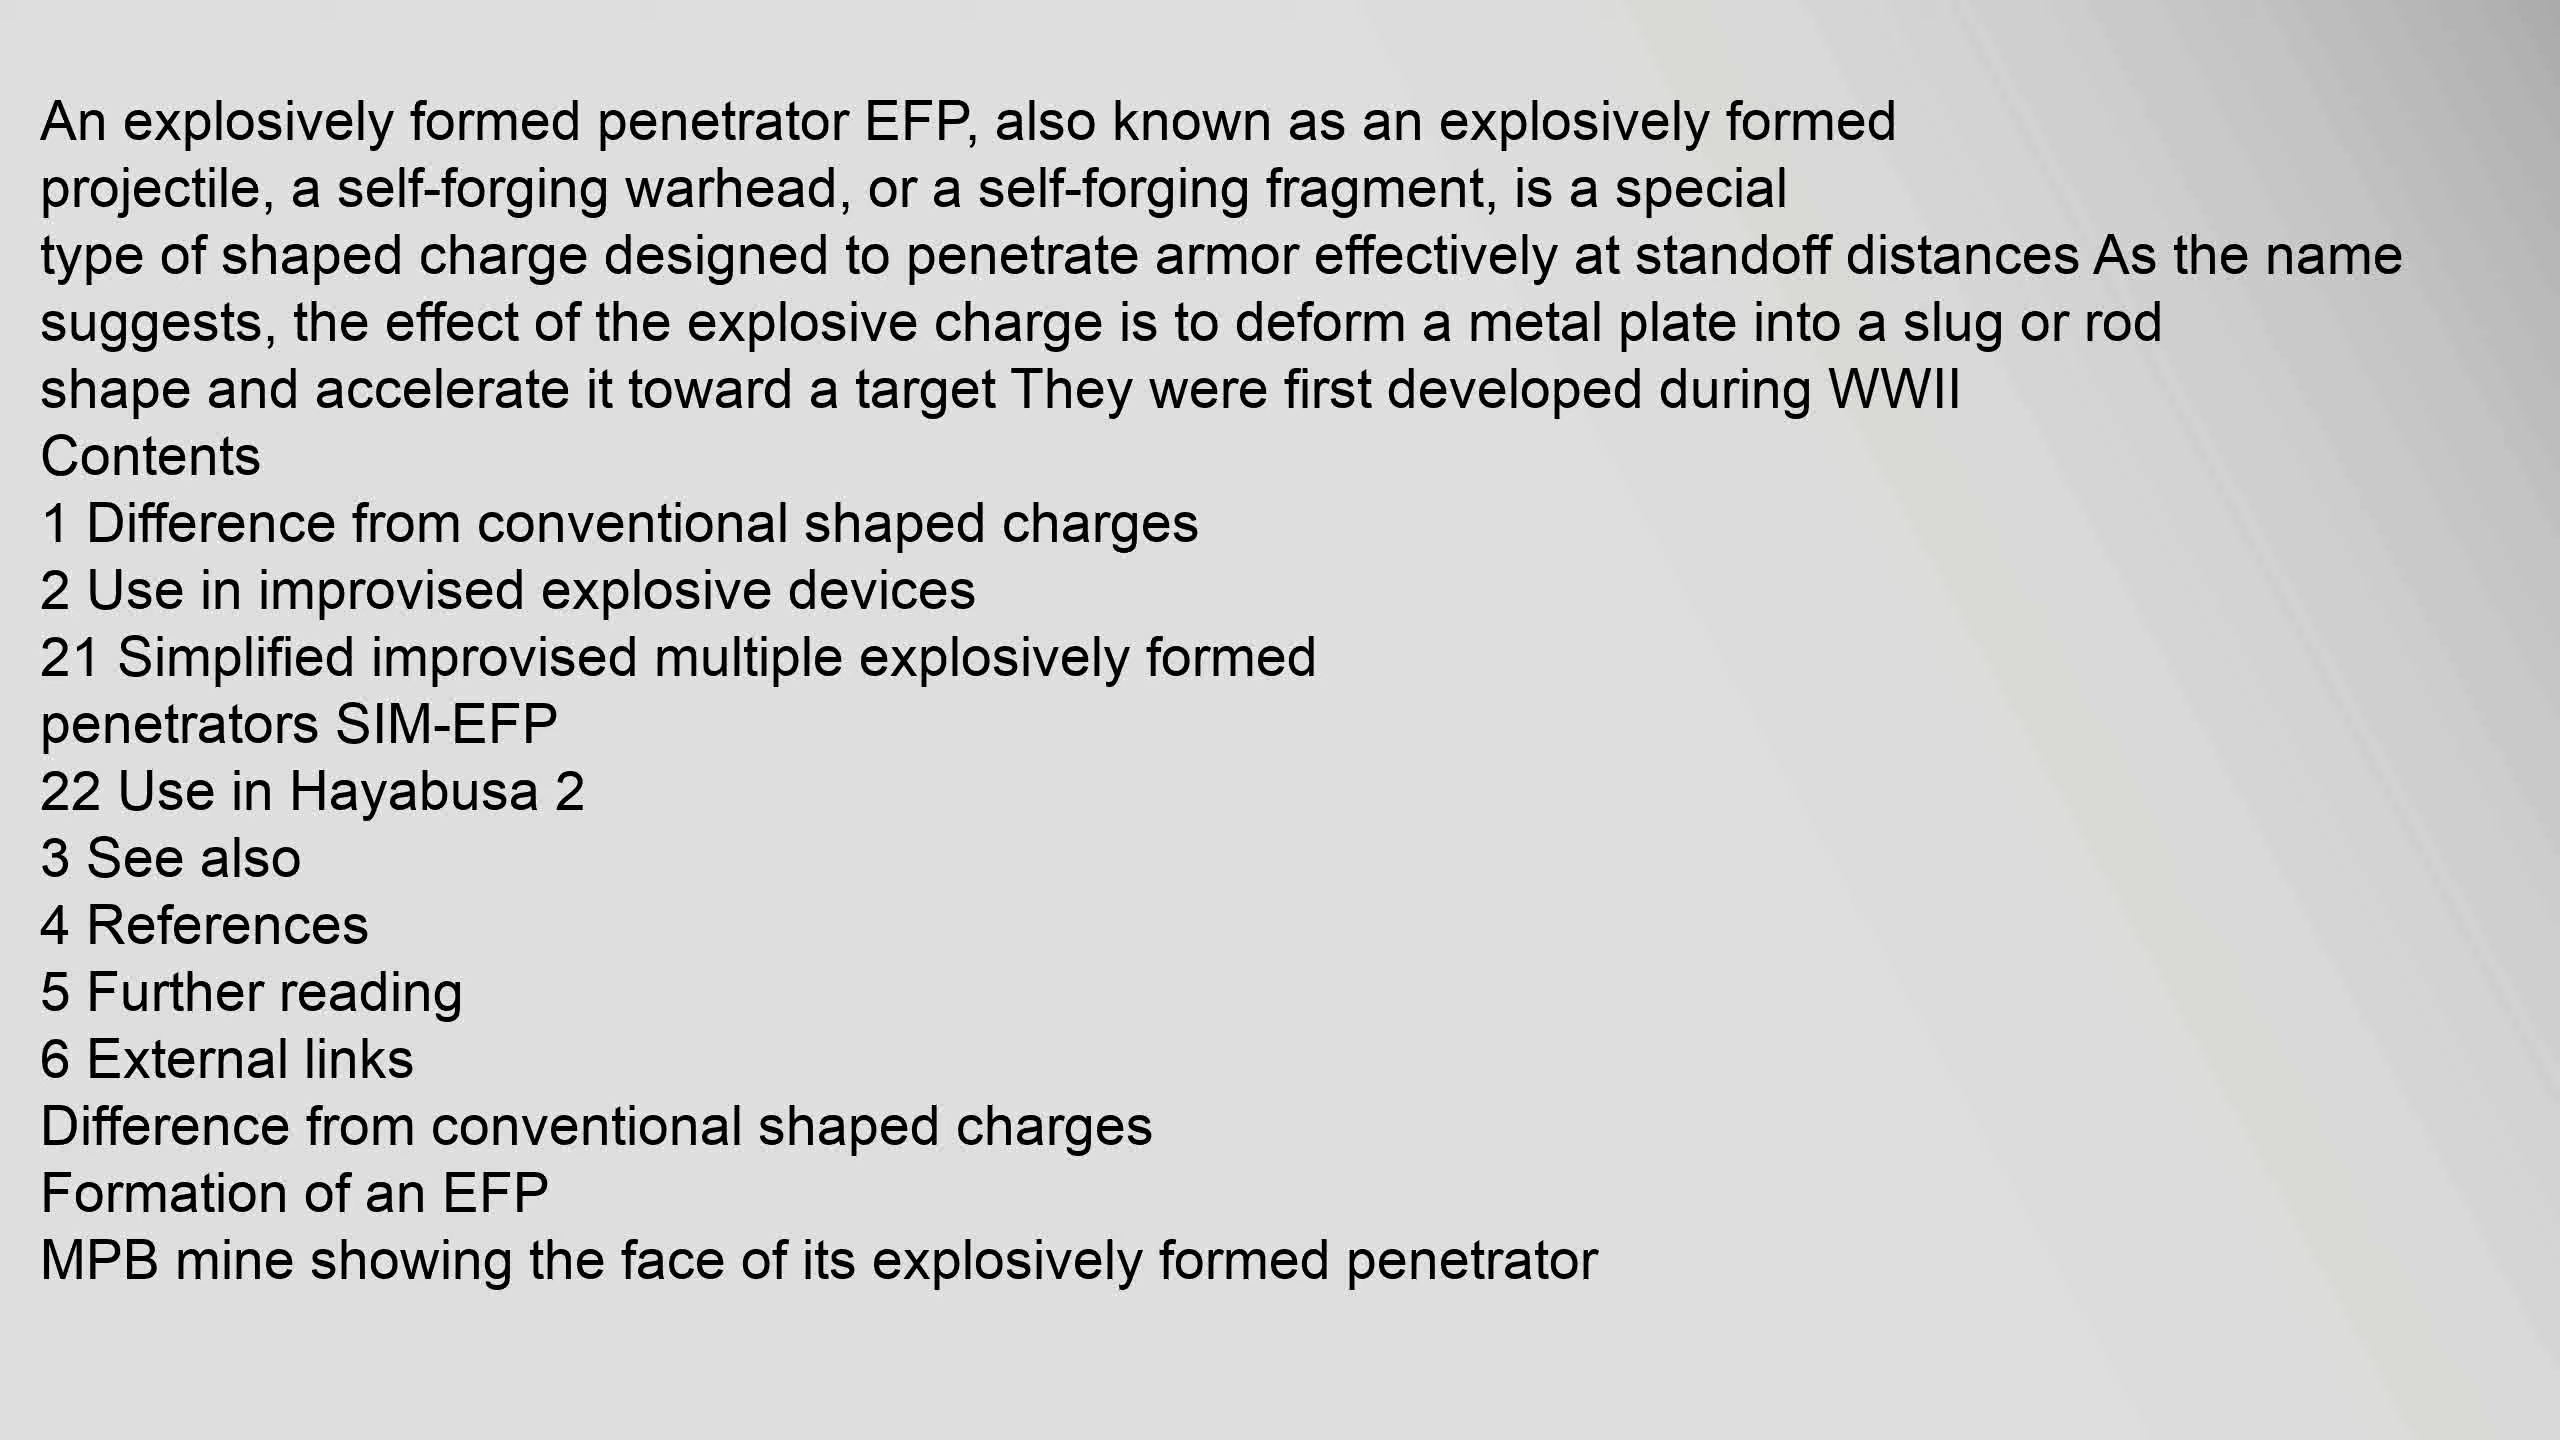 An explosively formed penetrator EFP, also known as an explosively formed
projectile, a self-forging warhead, or a self-forging fragment, is a special
type of shaped charge designed to penetrate armor effectively at standoff distances As the name
suggests, the effect of the explosive charge is to deform a metal plate into a slug or rod
shape and accelerate it toward a target They were first developed during WWII
Contents
1 Difference from conventional shaped charges
2 Use in improvised explosive devices
21 Simplified improvised multiple explosively formed
penetrators SIM-EFP
22 Use in Hayabusa 2
3 See also
4 References
5 Further reading
6 External links
Difference from conventional shaped charges
Formation of an EFP
MPB mine showing the face of its explosively formed penetrator